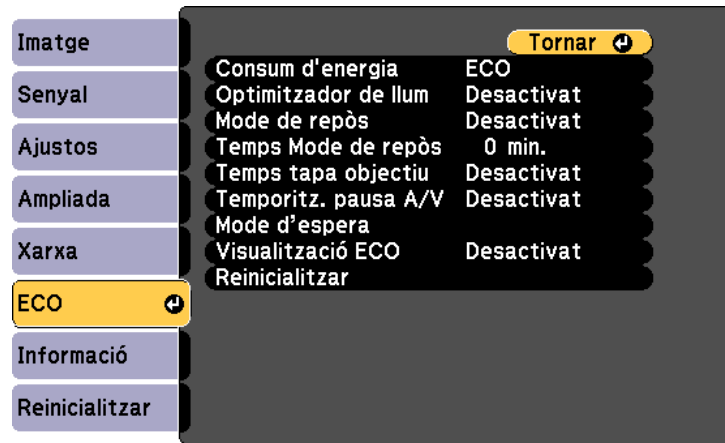 Imatge
Senyal
Ajustos
Ampliada
Xarxa
ECO
Informació
Reinicialitzar
Tornar
Consum d'energia ECO
Optimitzador de llum Desactivat
Mode de repòs Desactivat
Temps Mode de repòs 0 min.
Temps tapa objectiu Desactivat
Temporitz. pausa A/V Desactivat
Mode d’espera
Visualització ECO Desactivat
Reinicialitzar